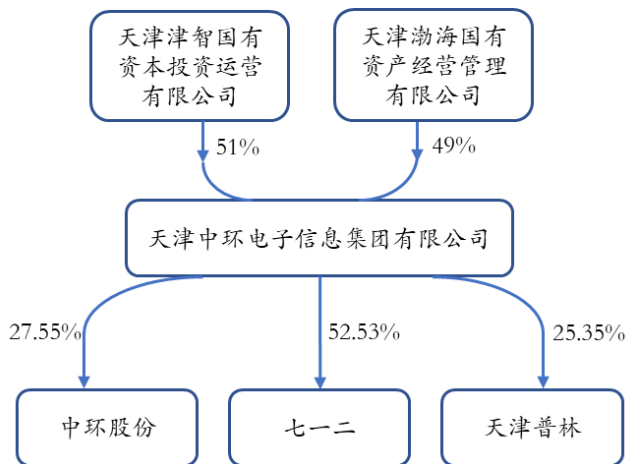 天津津智国有
资本投资运营
有限公司
天津渤海国有
资产经营管理
有限公司
51%
49%
天津中环电子信息集团有限公司
27.55%
52.53%
25.35%
中环股份
七一二
天津普林